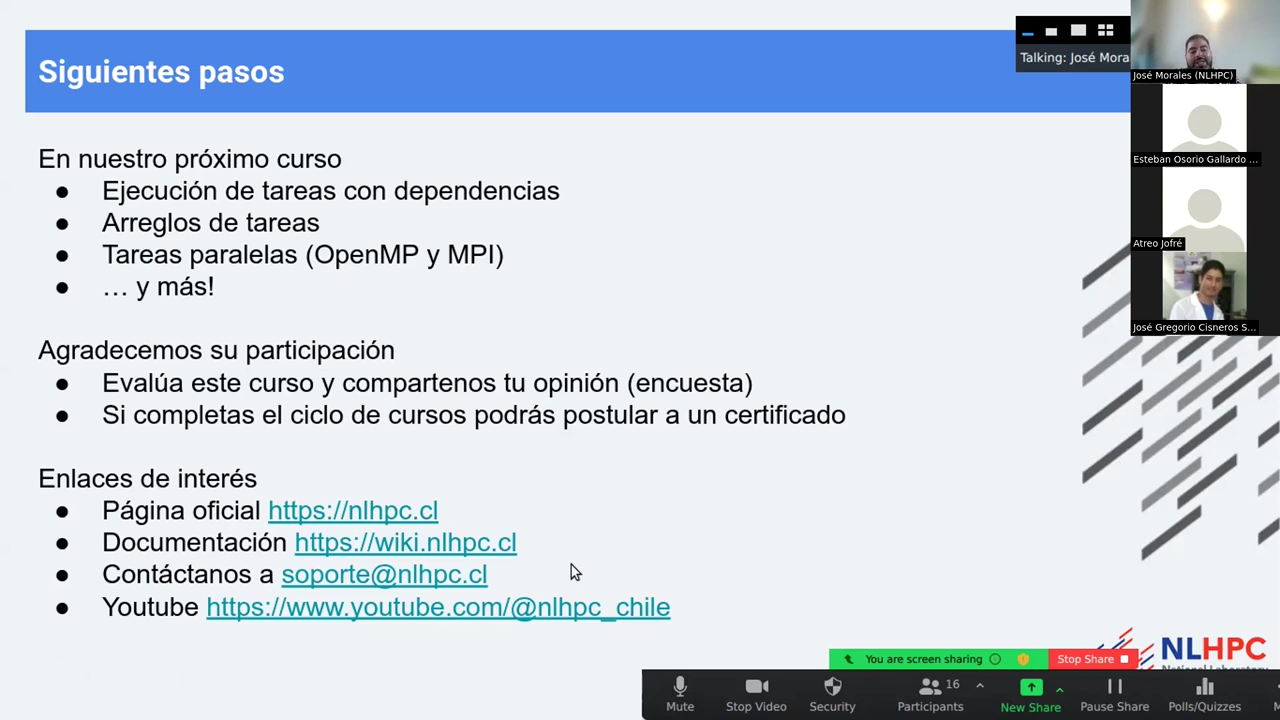 Siguientes pasos
En nuestro próximo curso
● Ejecución de tareas con dependencias
● Arreglos de tareas
● Tareas paralelas (OpenMP y MPI)
● … y más!
Agradecemos su participación
● Evalúa este curso y compartenos tu opinión (encuesta)
● Si completas el ciclo de cursos podrás postular a un certificado
Enlaces de interés
● Página oficial https://nlhpc.cl
● Documentación https://wiki.nlhpc.cl
● Contáctanos a soporte@nlhpc.cl
● Youtube https://www.youtube.com/@nlhpc_chile
Talking: José Mora
José Morales (NLHPC)
Esteban Osorio Gallardo ...
Atreo Jofré
José Gregorio Cisneros S...
NLHPC
National Laboratory
You are screen sharing
Stop Share
Mute
Stop Video
Security
16
Participants
New Share
Pause Share
Polls/Quizzes